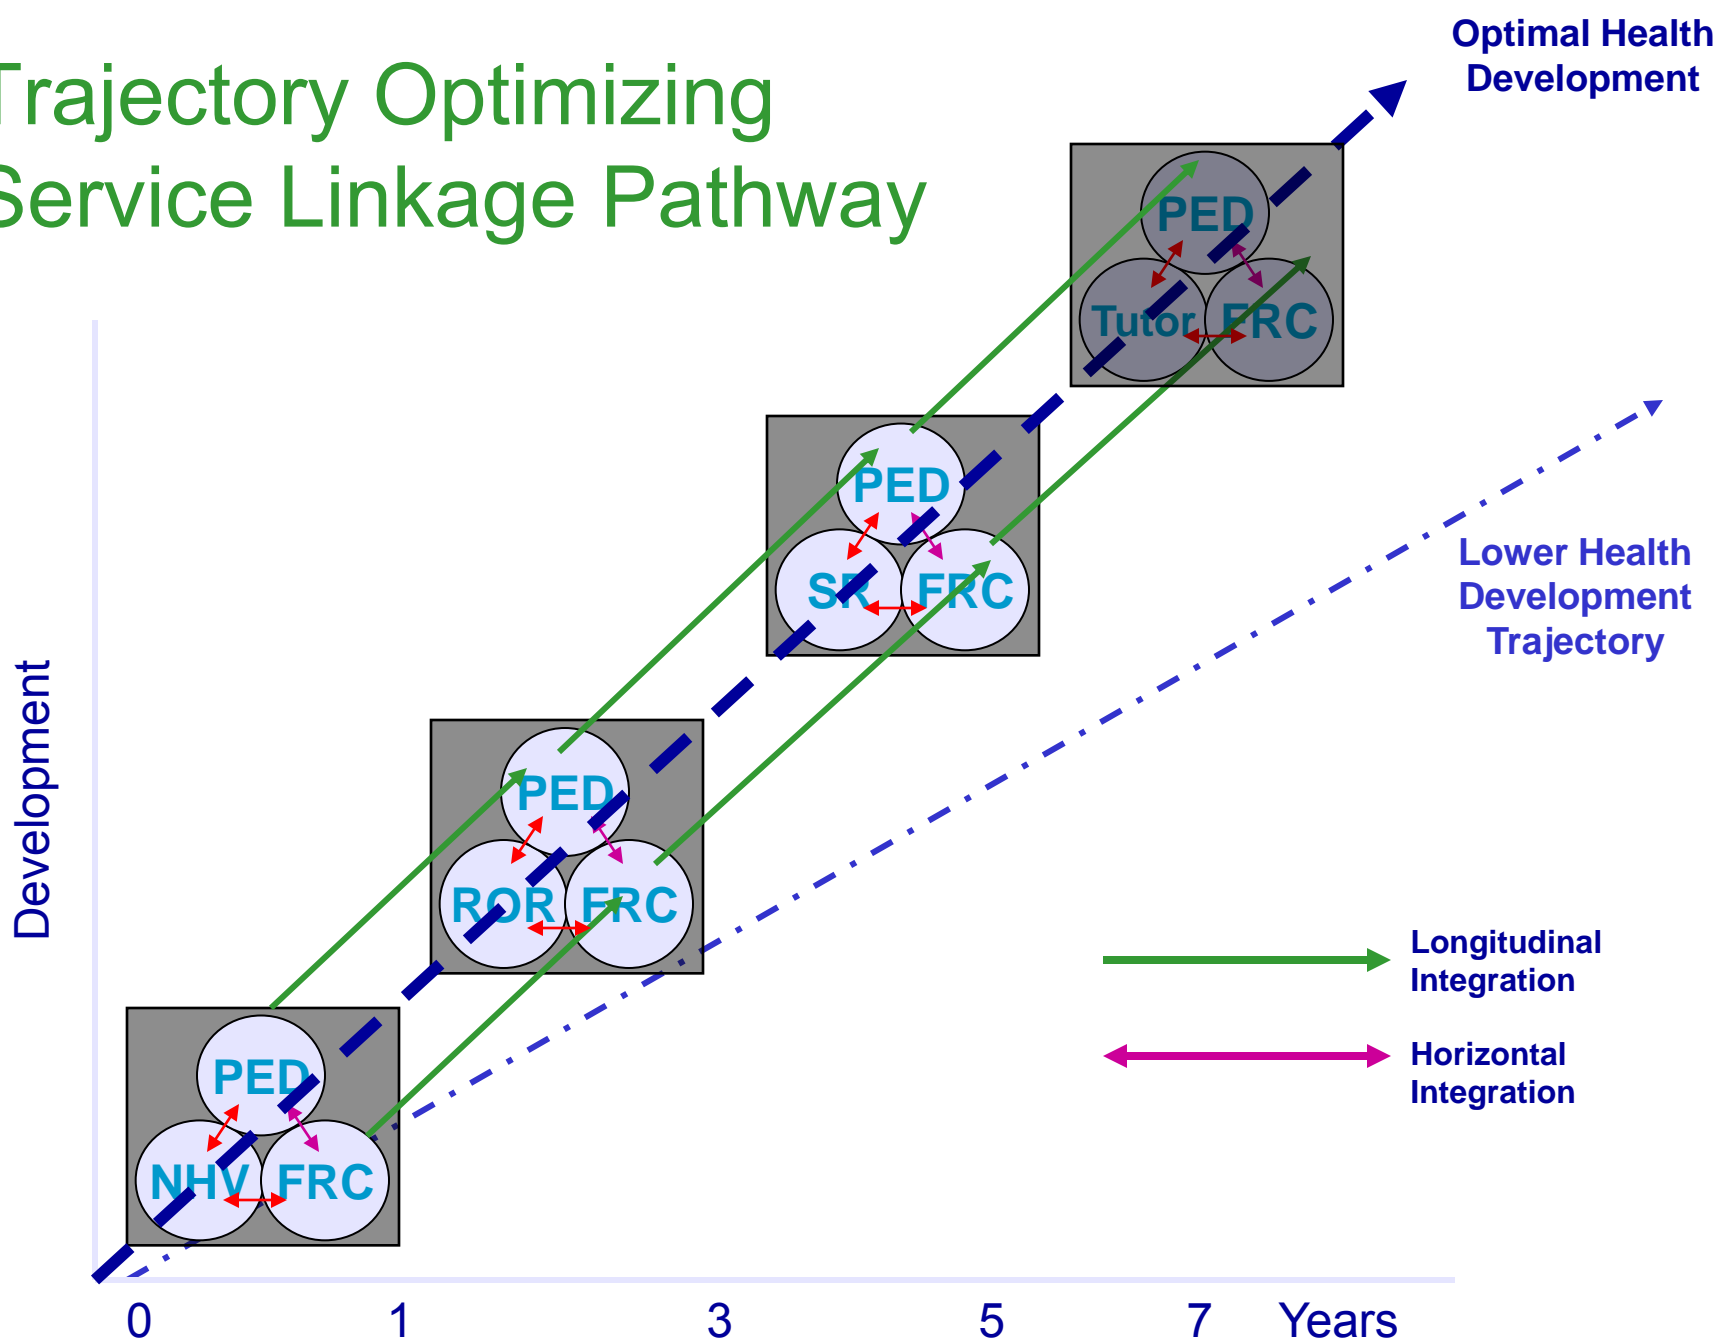 Trajectory Optimizing
Service Linkage Pathway
Optimal Health
Development
PED
Tutor FRC
PED
SR FRC
Lower Health
Development
Trajectory
Development
PED
ROR FRC
Longitudinal
Integration
Horizontal
Integration
PED
NHV FRC
0 1 3 5 7 Years